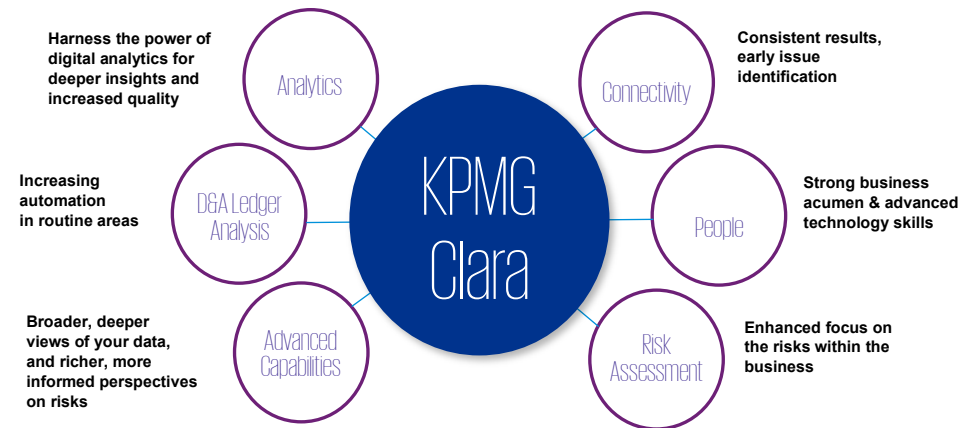 Harness the power of
digital analytics for
deeper insights and
increased quality
Analytics
Connectivity
Consistent results,
early issue
identification
Increasing
automation
in routine areas
D&A Ledger
Analysis
KPMG
Clara
People
Strong business
acumen & advanced
technology skills
Broader, deeper
views of your data,
and richer, more
informed perspectives
on risks
Advanced
Capabilities
Risk
Assessment
Enhanced focus on
the risks within the
business